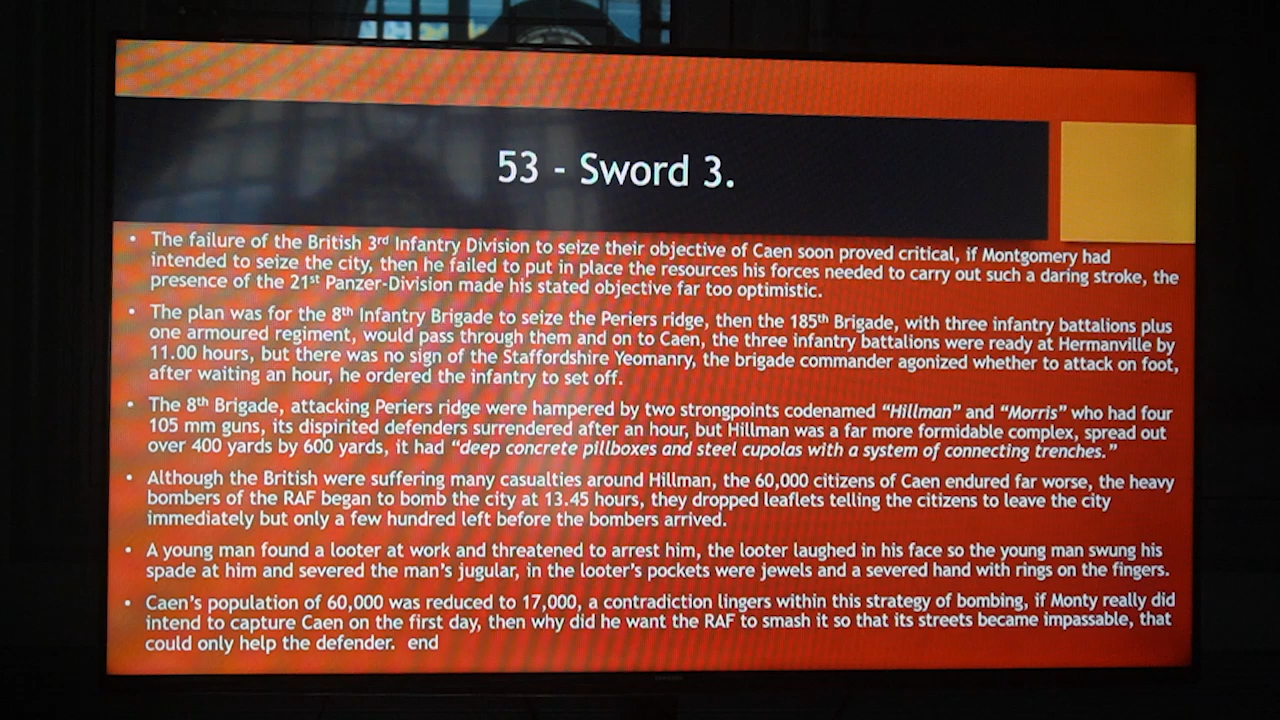 53 - Sword 3.
• The failure of the British 3rd Infantry Division to seize their objective of Caen soon proved critical, if Montgomery had
intended to seize the city, then he failed to put in place the resources his forces needed to carry out such a daring stroke, the
presence of the 21st Panzer-Division made his stated objective far too optimistic.
• The plan was for the 8th Infantry Brigade to seize the Periers ridge, then the 185th Brigade, with three infantry battalions plus
one armoured regiment, would pass through them and on to Caen, the three infantry battalions were ready at Hermanville by
11.00 hours, but there was no sign of the Staffordshire Yeomanry, the brigade commander agonized whether to attack on foot,
after waiting an hour, he ordered the infantry to set off.
• The 8th Brigade, attacking Periers ridge were hampered by two strongpoints codenamed “Hillman” and “Morris” who had four
105 mm guns, its dispirited defenders surrendered after an hour, but Hillman was a far more formidable complex, spread out
over 400 yards by 600 yards, it had “deep concrete pillboxes and steel cupolas with a system of connecting trenches.”
• Although the British were suffering many casualties around Hillman, the 60,000 citizens of Caen endured far worse, the heavy
bombers of the RAF began to bomb the city at 13.45 hours, they dropped leaflets telling the citizens to leave the city
immediately but only a few hundred left before the bombers arrived.
• A young man found a looter at work and threatened to arrest him, the looter laughed in his face so the young man swung his
spade at him and severed the man’s jugular, in the looter’s pockets were jewels and a severed hand with rings on the fingers.
• Caen’s population of 60,000 was reduced to 17,000, a contradiction lingers within this strategy of bombing, if Monty really did
intend to capture Caen on the first day, then why did he want the RAF to smash it so that its streets became impassable, that
could only help the defender. end
SAMSUNG